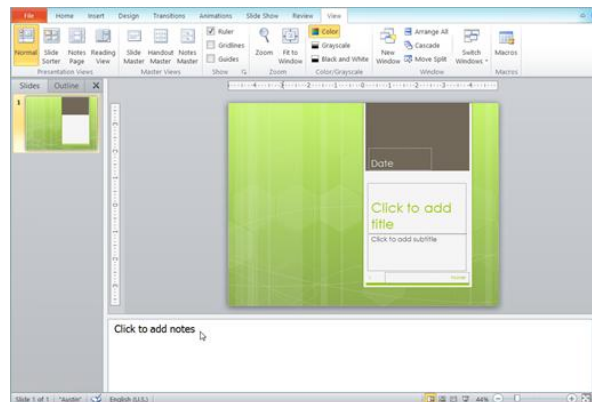 File Home Insert Design Transitions Animations Slide Show Review View
Normal Slide Sorter Notes Page Reading View Slide Master Handout Master Notes Master Ruler Gridlines Guides Zoom Fit to Window Color Grayscale Black and White New Window Arrange All Cascade Move Split Switch Windows Macros
Presentation Views Master Views Show Zoom Color/Grayscale Window Macros
Slides Outline
1
Date
Click to add
title
Click to add subtitle
Click to add notes
Slide 1 of 1 "Austin" English (U.S.) 44%